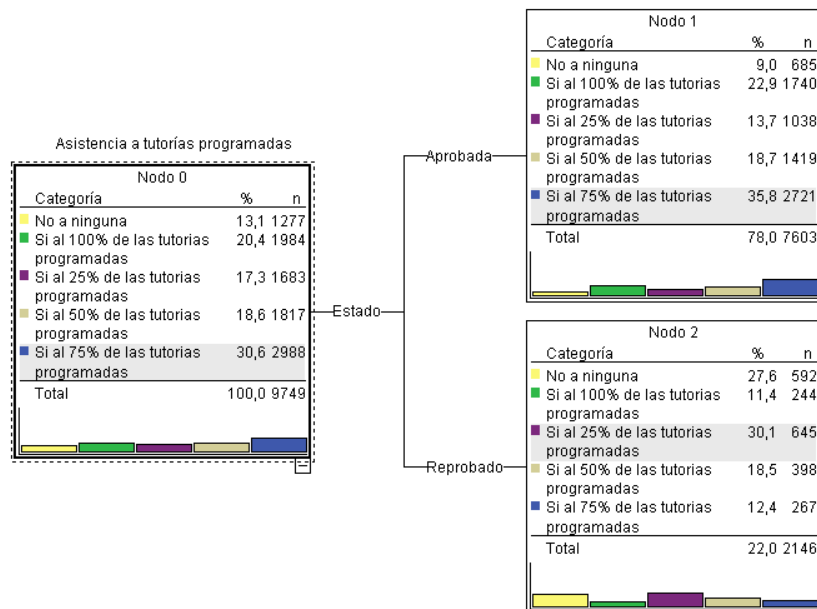 Asistencia a tutorías programadas
Nodo 0
Categoría % n
No a ninguna 13,1 1277
Si al 100% de las tutorias 20,4 1984
programadas
Si al 25% de las tutorias 17,3 1683
programadas
Si al 50% de las tutorias 18,6 1817
programadas
Si al 75% de las tutorias 30,6 2988
programadas
Total 100,0 9749
Estado
Aprobada
Nodo 1
Categoría % n
No a ninguna 9,0 685
Si al 100% de las tutorias 22,9 1740
programadas
Si al 25% de las tutorias 13,7 1038
programadas
Si al 50% de las tutorias 18,7 1419
programadas
Si al 75% de las tutorias 35,8 2721
programadas
Total 78,0 7603
Reprobado
Nodo 2
Categoría % n
No a ninguna 27,6 592
Si al 100% de las tutorias 11,4 244
programadas
Si al 25% de las tutorias 30,1 645
programadas
Si al 50% de las tutorias 18,5 398
programadas
Si al 75% de las tutorias 12,4 267
programadas
Total 22,0 2146